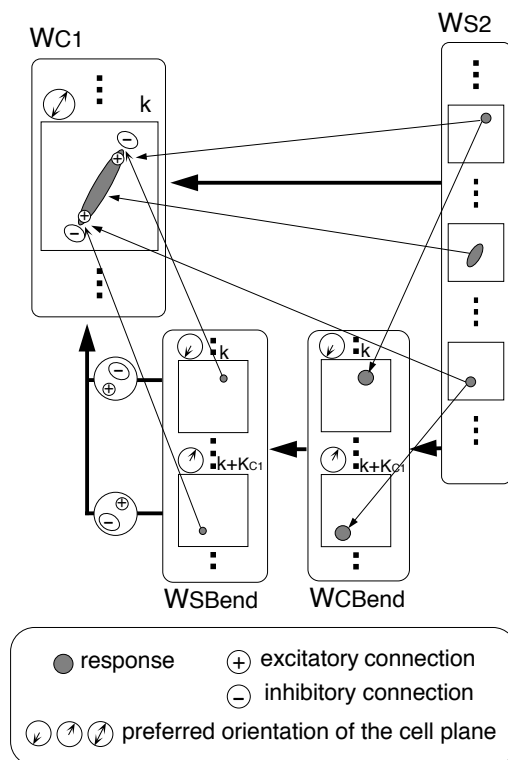 WC1
WS2
k
k
k
k+KC1
k+KC1
WSBend
WCBend
response
excitatory connection
inhibitory connection
preferred orientation of the cell plane